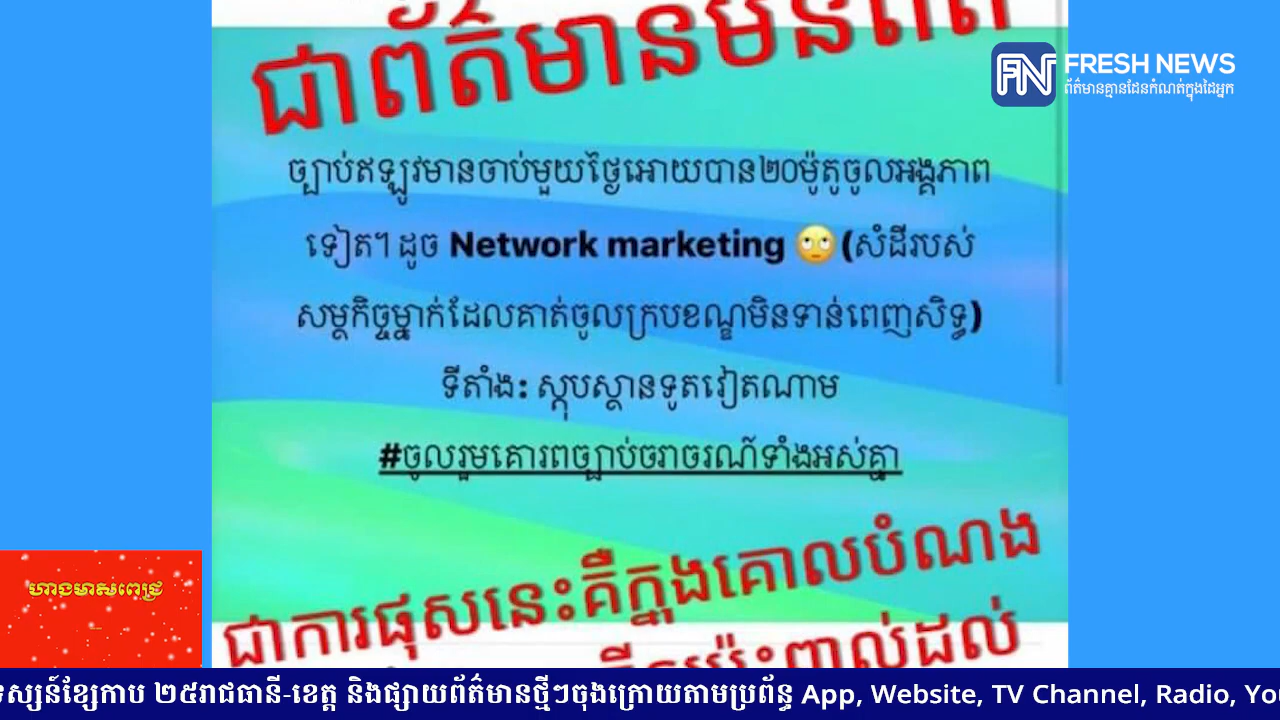 ជាព័ត៌មានមិនពិត
FRESH NEWS
ព័ត៌មានគ្មានដែនកំណត់ក្នុងដៃអ្នក
ច្បាប់ឥឡូវមានចាប់មួយថ្ងៃអោយបាន២០ម៉ូតូចូលអង្គភាព
ទៀត។ ដូច Network marketing 🙄 (សំដីរបស់
សមត្ថកិច្ចម្នាក់ដែលគាត់ចូលក្របខណ្ឌមិនទាន់ពេញសិទ្ធ)
ទីតាំង៖ ស្តុបស្ថានទូតវៀតណាម
#ចូលរួមគោរពច្បាប់ចរាចរណ៍ទាំងអស់គ្នា
ជាការផុសនេះគឺក្នុងគោលបំណង
ប៉ះពាល់ដល់
ហាងមាសពេជ្រ
ទស្សន៍ខ្សែកាប ២៥រាជធានី-ខេត្ត និងផ្សាយព័ត៌មានថ្មីៗចុងក្រោយតាមប្រព័ន្ធ App, Website, TV Channel, Radio, You